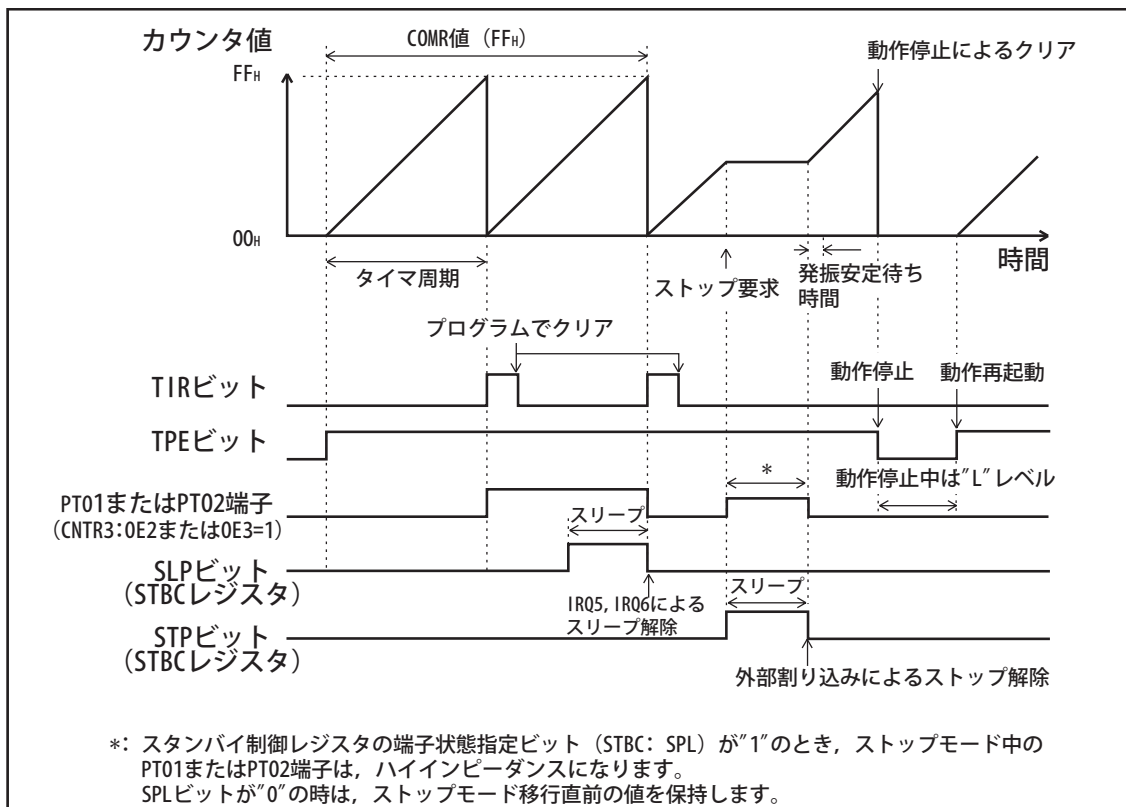 カウンタ値
COMR値（FFH）
動作停止によるクリア
FFH
00H
時間
タイマ周期
ストップ要求
発振安定待ち
時間
プログラムでクリア
TIRビット
動作停止
動作再起動
TPEビット
*
動作停止中は"L"レベル
PT01またはPT02端子
（CNTR3:OE2またはOE3=1）
スリープ
SLPビット
（STBCレジスタ）
IRQ5, IRQ6による
スリープ解除
スリープ
STPビット
（STBCレジスタ）
外部割り込みによるストップ解除
*: スタンバイ制御レジスタの端子状態指定ビット（STBC: SPL）が"1"のとき，ストップモード中の
PT01またはPT02端子は，ハイインピーダンスになります。
SPLビットが"0"の時は，ストップモード移行直前の値を保持します。